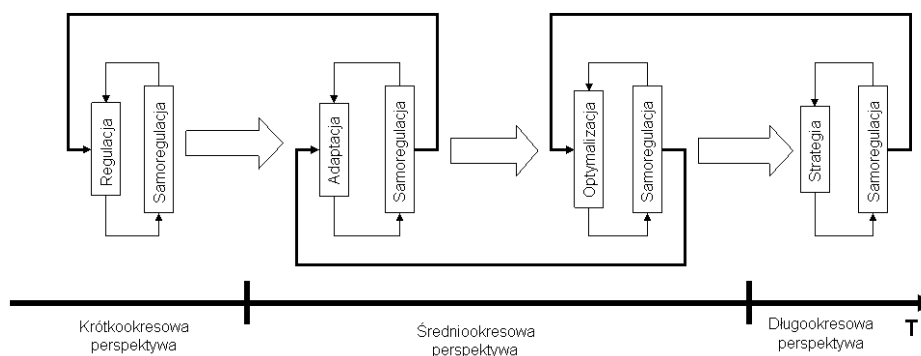 Regulacja
Samoregulacja
Adaptacja
Samoregulacja
Optymalizacja
Samoregulacja
Strategia
Samoregulacja
Krótkookresowa
perspektywa
Średniookresowa
perspektywa
Długookresowa
perspektywa
T